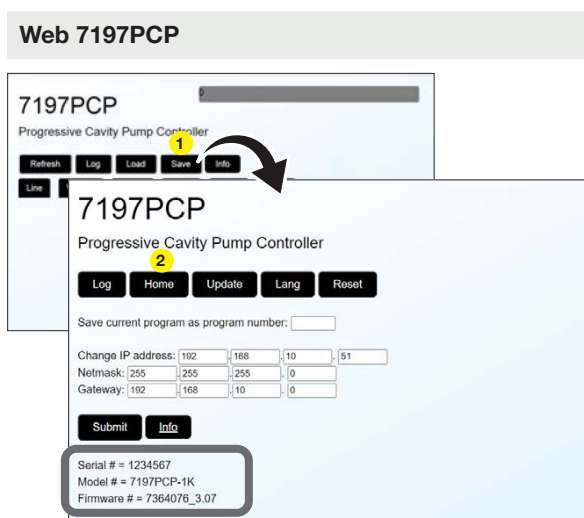 Web 7197PCP
0
7197PCP
Progressive Cavity Pump Controller
1
Refresh Log Load Save Info
Line
7197PCP
Progressive Cavity Pump Controller
2
Log Home Update Lang Reset
Save current program as program number:
Change IP address: 192 . 168 . 10 . 51
Netmask: 255 . 255 . 255 . 0
Gateway: 192 . 168 . 10 . 0
Submit Info
Serial # = 1234567
Model # = 7197PCP-1K
Firmware # = 7364076_3.07